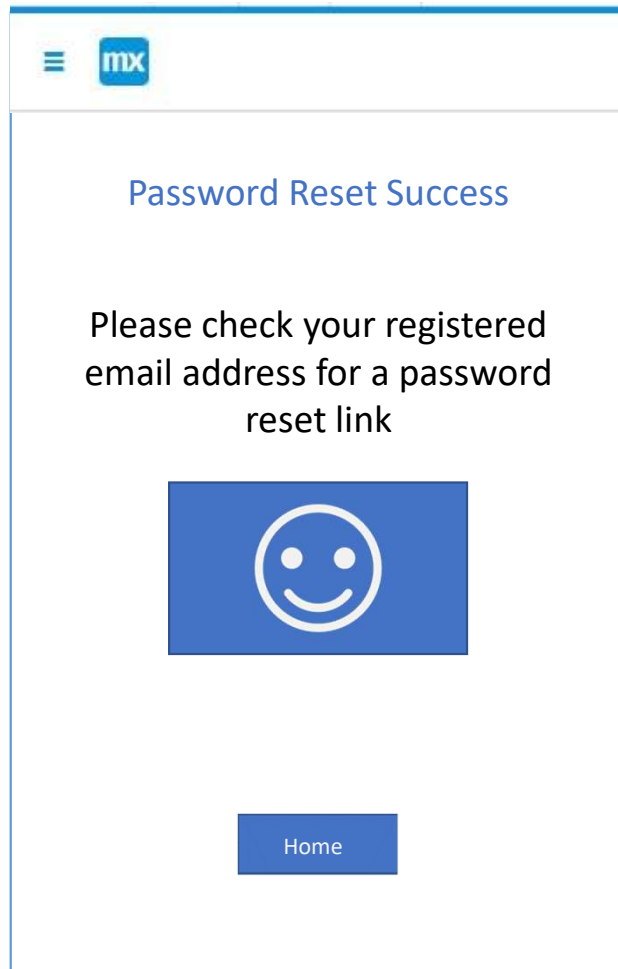 mx
Password Reset Success
Please check your registered
email address for a password
reset link
Home